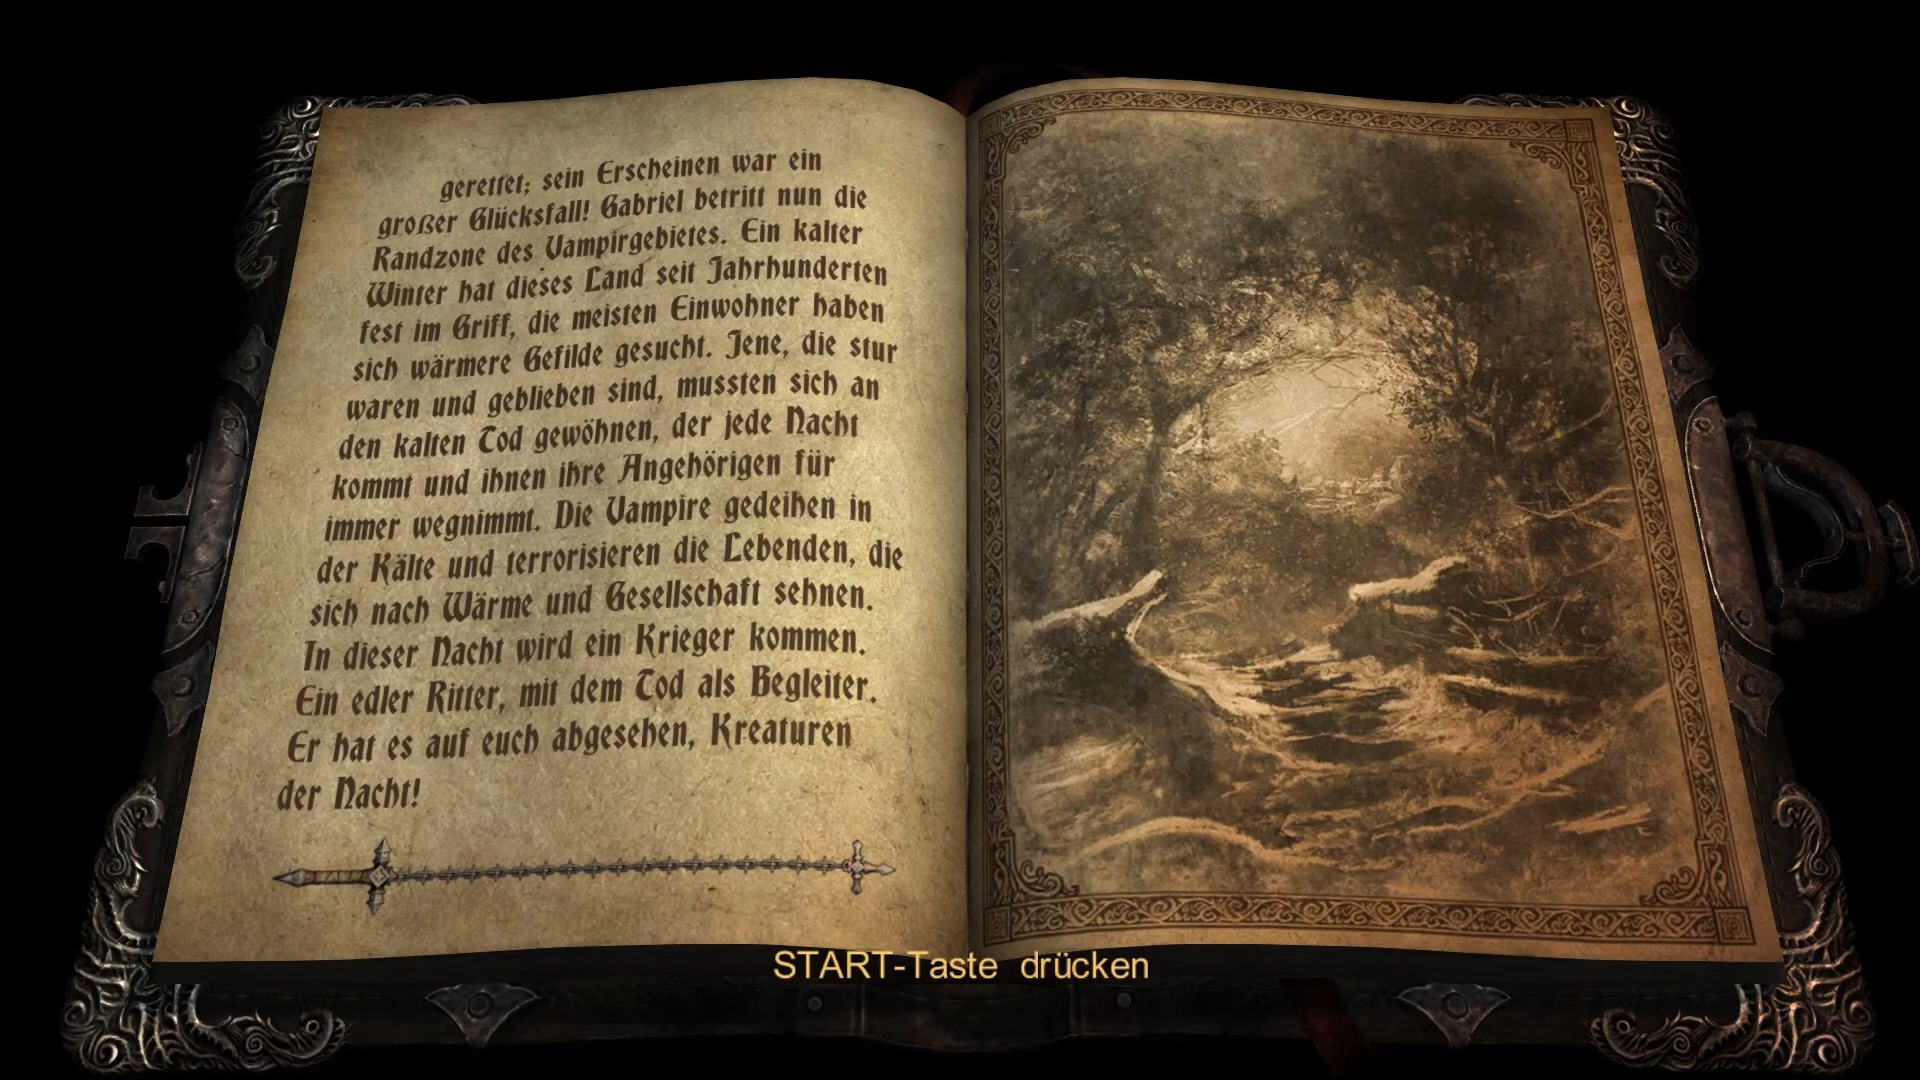 gerettet; sein Erscheinen war ein
großer Glücksfall! Gabriel betritt nun die
Randzone des Vampirgebietes. Ein kalter
Winter hat dieses Land seit Jahrhunderten
fest im Griff, die meisten Einwohner haben
sich wärmere Gefilde gesucht. Jene, die stur
waren und geblieben sind, mussten sich an
den kalten Tod gewöhnen, der jede Nacht
kommt und ihnen ihre Angehörigen für
immer wegnimmt. Die Vampire gedeihen in
der Kälte und terrorisieren die Lebenden, die
sich nach Wärme und Gesellschaft sehnen.
In dieser Nacht wird ein Krieger kommen.
Ein edler Ritter, mit dem Tod als Begleiter.
Er hat es auf euch abgesehen, Kreaturen
der Nacht!
START-Taste drücken